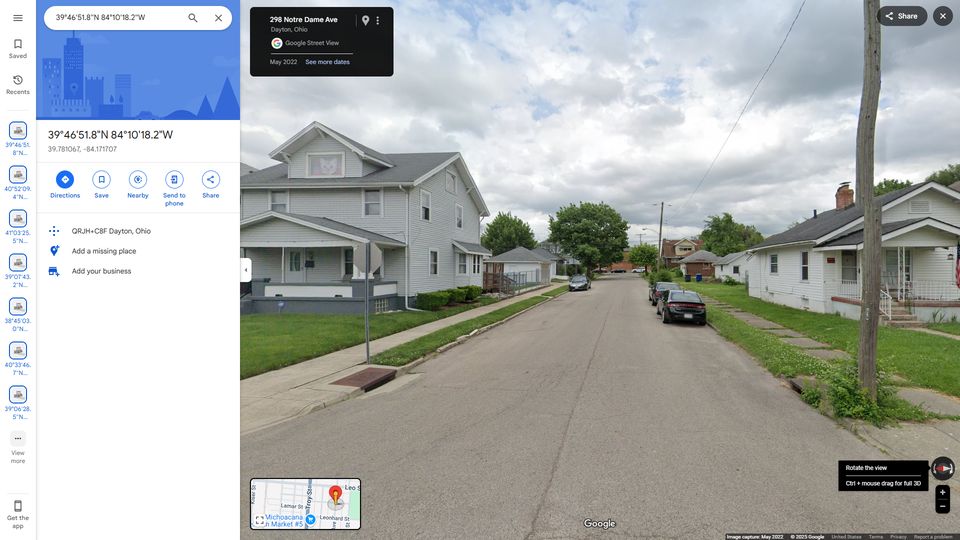 39°46'51.8"N 84°10'18.2"W
Saved
Recents
39°46'51.
8"N...
40°52'09.
4"N...
41°03'25.
5"N...
39°07'43.
2"N...
38°45'03.
40°33'46.
7"N...
39°06'28.
5"N...
View
more
Get the
app
39°46'51.8"N 84°10'18.2"W
39.781067, -84.171707
Directions
Save
Nearby
Send to
phone
Share
QRJH+C8F Dayton, Ohio
Add a missing place
Add your business
298 Notre Dame Ave
Dayton, Ohio
Google Street View
May 2022 See more dates
Share
Rotate the view
Ctrl + mouse drag for full 3D
Leo S
Lamar St
Troy St
Leonhard St
Michoacana
n Market #5
Google
Image capture: May 2022 © 2025 Google United States Terms Privacy Report a problem